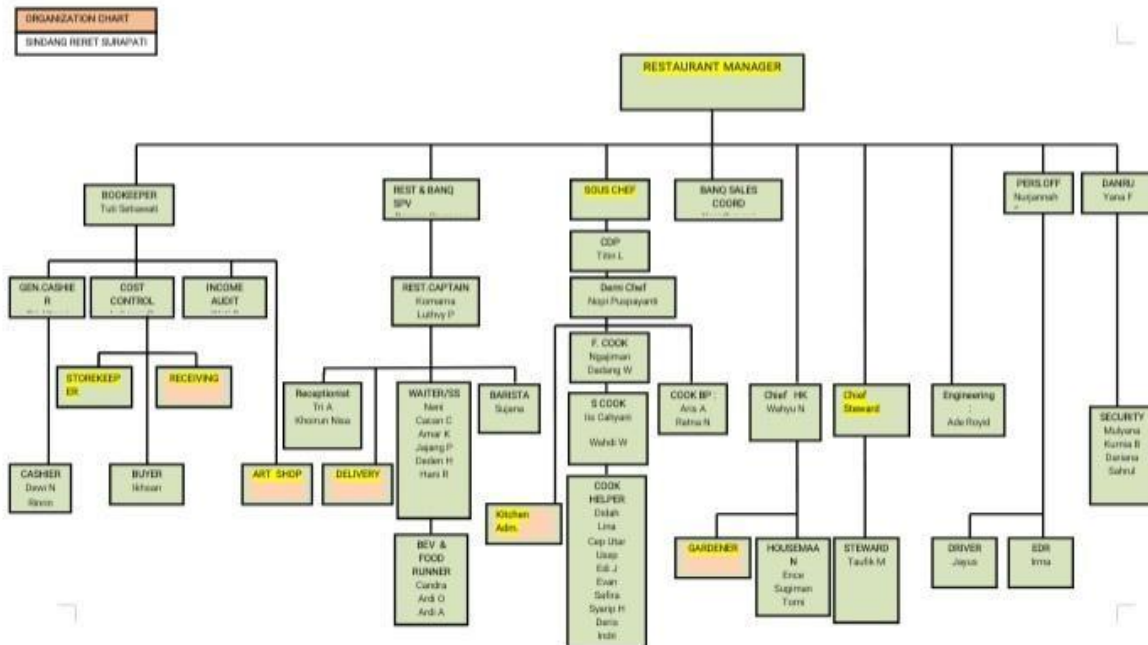 ORGANIZATION CHART
SINDANG RERET SURAPATI
RESTAURANT MANAGER
BOOKEEPER
Tuti Setiawati
REST & BANQ
SPV
SOUS CHEF
BANQ SALES
COORD
PERS.OFF
Nurjannah
DANRU
Yana F
CDP
Titin L
GEN.CASHIE
R
COST
CONTROL
INCOME
AUDIT
REST.CAPTAIN
Komarna
Luthvy P
Demi Chef
Nopi Puspayanti
F. COOK
Ngajiman
Dadang W
STOREKEEP
ER
RECEIVING
Receptionist
Tri A
Khoirun Nisa
WAITER/SS
Neni
Cacan C
Amar K
Jajang P
Deden H
Hani R
BARISTA
Sujana
S COOK
Iis Cahyani
Wahdi W
COOK BP :
Aris A
Ratna N
Chief HK
Wahyu N
Chief
Steward
Engineering
:
Ade Royid
SECURITY
Mulyana
Kurnia B
Dariana
Sahrul
CASHIER
Dewi N
Rinrin
BUYER
Ikhsan
ART SHOP
DELIVERY
Kitchen
Adm.
COOK
HELPER
Didah
Lina
Cep Utar
Usep
Edi J
Evan
Safira
Syarip H
Daris
Indri
BEV &
FOOD
RUNNER
Candra
Ardi O
Ardi A
GARDENER
HOUSEMAA
N
Ence
Sugiman
Tomi
STEWARD
Taufik M
DRIVER
Jayus
EDR
Irma